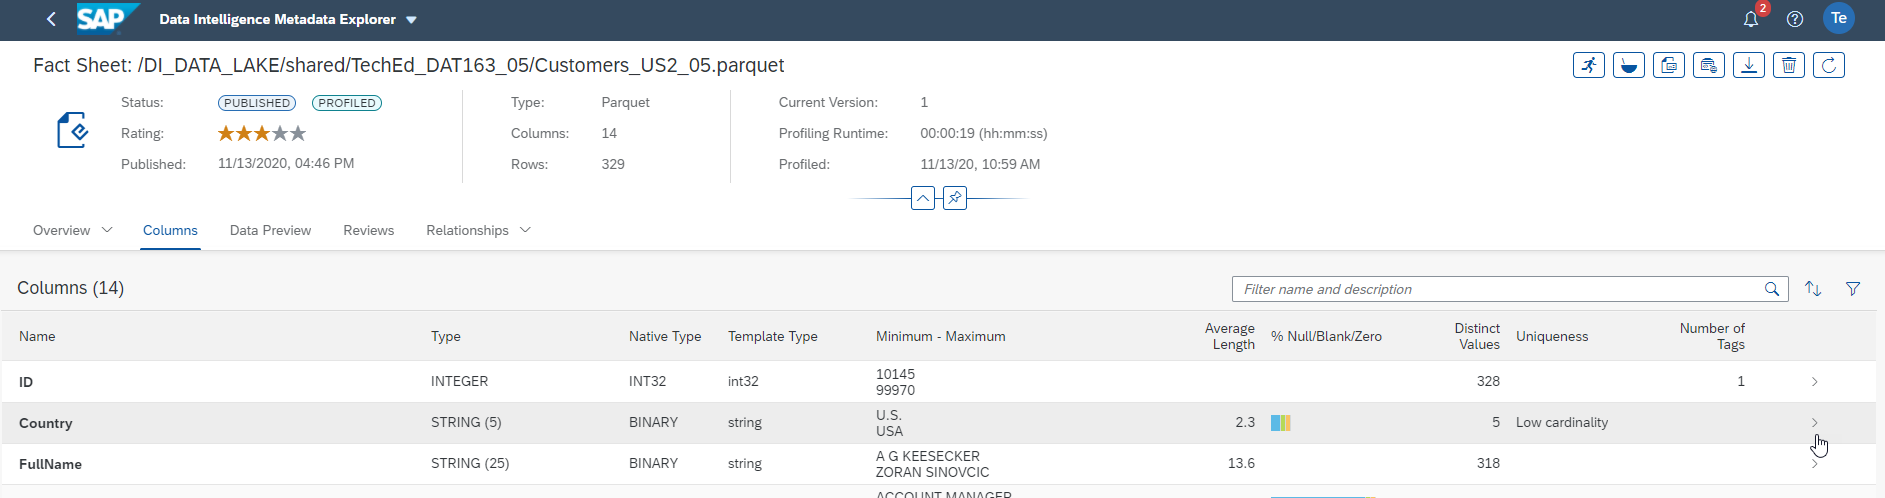 SAP Data Intelligence Metadata Explorer 2 Te
Fact Sheet: /DI_DATA_LAKE/shared/TechEd_DAT163_05/Customers_US2_05.parquet
Status: PUBLISHED PROFILED Type: Parquet Current Version: 1
Rating: Columns: 14 Profiling Runtime: 00:00:19 (hh:mm:ss)
Published: 11/13/2020, 04:46 PM Rows: 329 Profiled: 11/13/20, 10:59 AM
Overview Columns Data Preview Reviews Relationships
Columns (14) Filter name and description
Name Type Native Type Template Type Minimum - Maximum Average Length % Null/Blank/Zero Distinct Values Uniqueness Number of Tags
ID INTEGER INT32 int32 10145 99970 328 1
Country STRING (5) BINARY string U.S. USA 2.3 5 Low cardinality
FullName STRING (25) BINARY string A G KEESECKER ZORAN SINOVCIC 13.6 318
ACCOUNT MANAGER